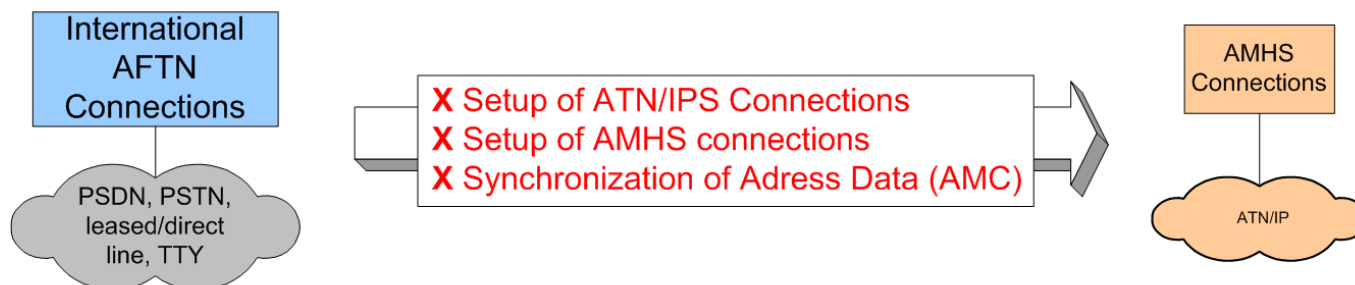 International
AFTN
Connections
PSDN, PSTN,
leased/direct
line, TTY
X Setup of ATN/IPS Connections
X Setup of AMHS connections
X Synchronization of Adress Data (AMC)
AMHS
Connections
ATN/IP